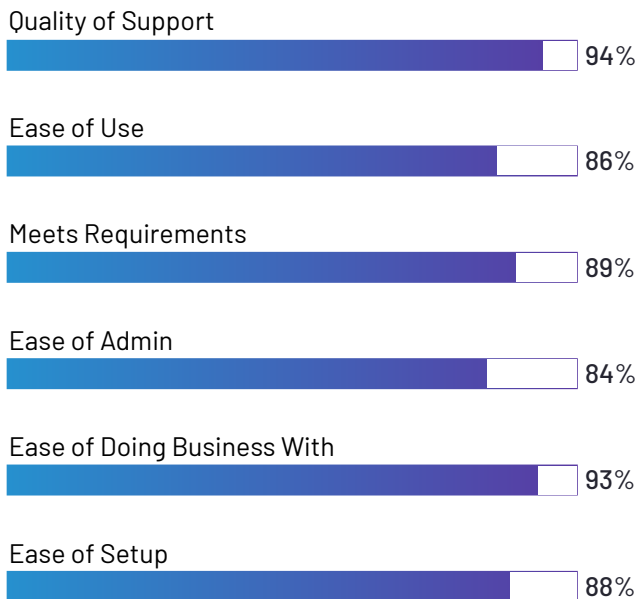 Quality of Support
94%
Ease of Use
86%
Meets Requirements
89%
Ease of Admin
84%
Ease of Doing Business With
93%
Ease of Setup
88%